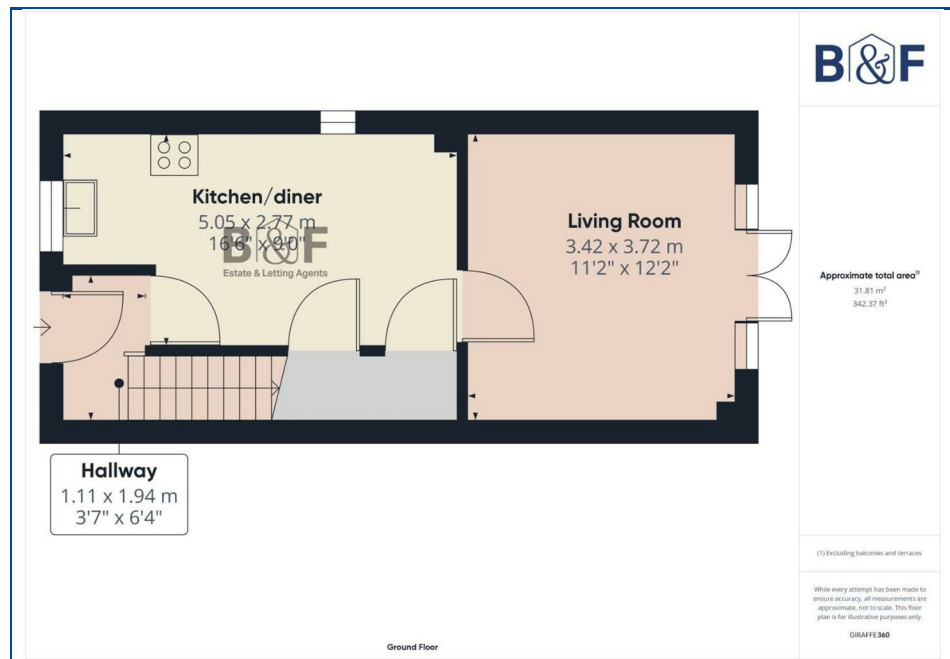 B&F
Kitchen/diner
5.05 x 2.77 m
16'6" x 9'0"
B&F
Estate & Letting Agents
Living Room
3.42 x 3.72 m
11'2" x 12'2"
Hallway
1.11 x 1.94 m
3'7" x 6'4"
Approximate total area(1)
31.81 m²
342.37 ft²
(1) Excluding balconies and terraces
While every attempt has been made to
ensure accuracy, all measurements are
approximate, not to scale. This floor
plan is for illustrative purposes only.
GIRAFFE360
Ground Floor